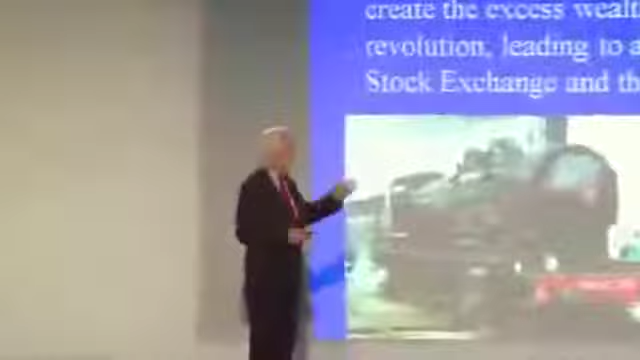 create the excess wealt
revolution, leading to a
Stock Exchange and th